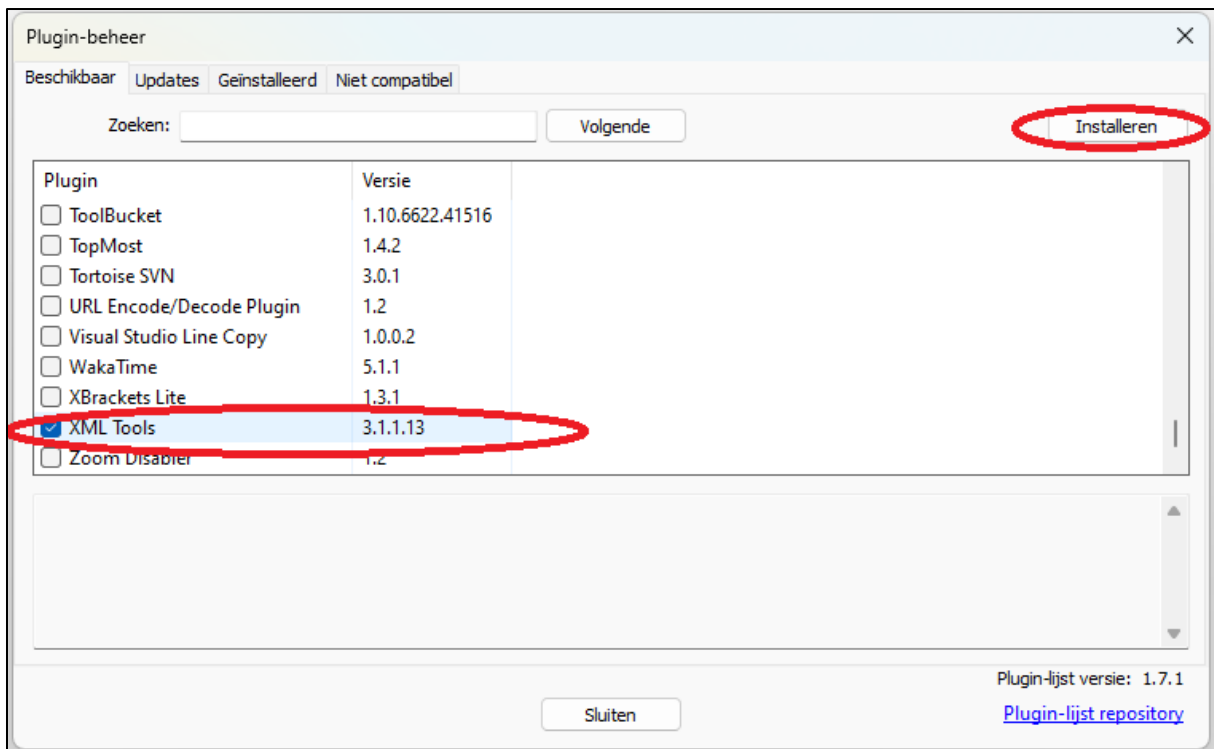 Plugin-beheer
Beschikbaar Updates Geïnstalleerd Niet compatibel
Zoeken: Volgende Installeren
Plugin Versie
ToolBucket 1.10.6622.41516
TopMost 1.4.2
Tortoise SVN 3.0.1
URL Encode/Decode Plugin 1.2
Visual Studio Line Copy 1.0.0.2
WakaTime 5.1.1
XBrackets Lite 1.3.1
XML Tools 3.1.1.13
Zoom Disabler 1.2
Plugin-lijst versie: 1.7.1
Sluiten Plugin-lijst repository